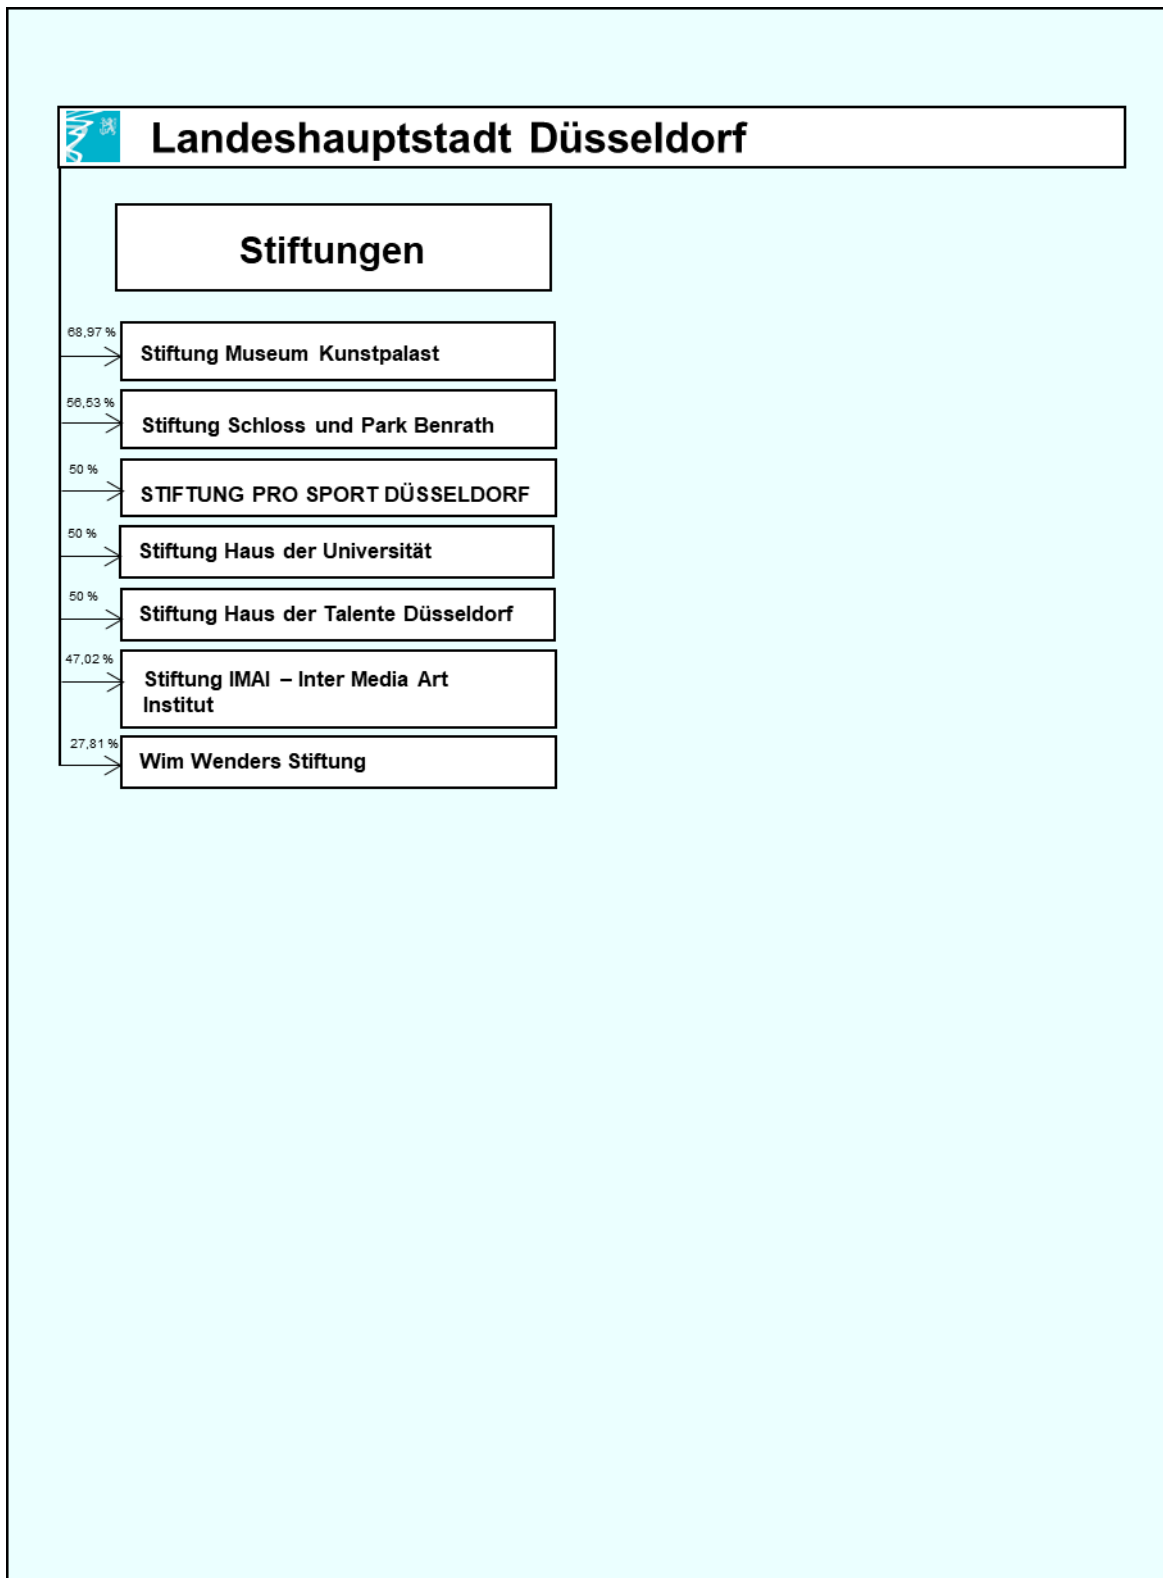 Landeshauptstadt Düsseldorf
Stiftungen
68,97 %
Stiftung Museum Kunstpalast
56,53 %
Stiftung Schloss und Park Benrath
50 %
STIFTUNG PRO SPORT DÜSSELDORF
50 %
Stiftung Haus der Universität
50 %
Stiftung Haus der Talente Düsseldorf
47,02 %
Stiftung IMAI – Inter Media Art
Institut
27,81 %
Wim Wenders Stiftung